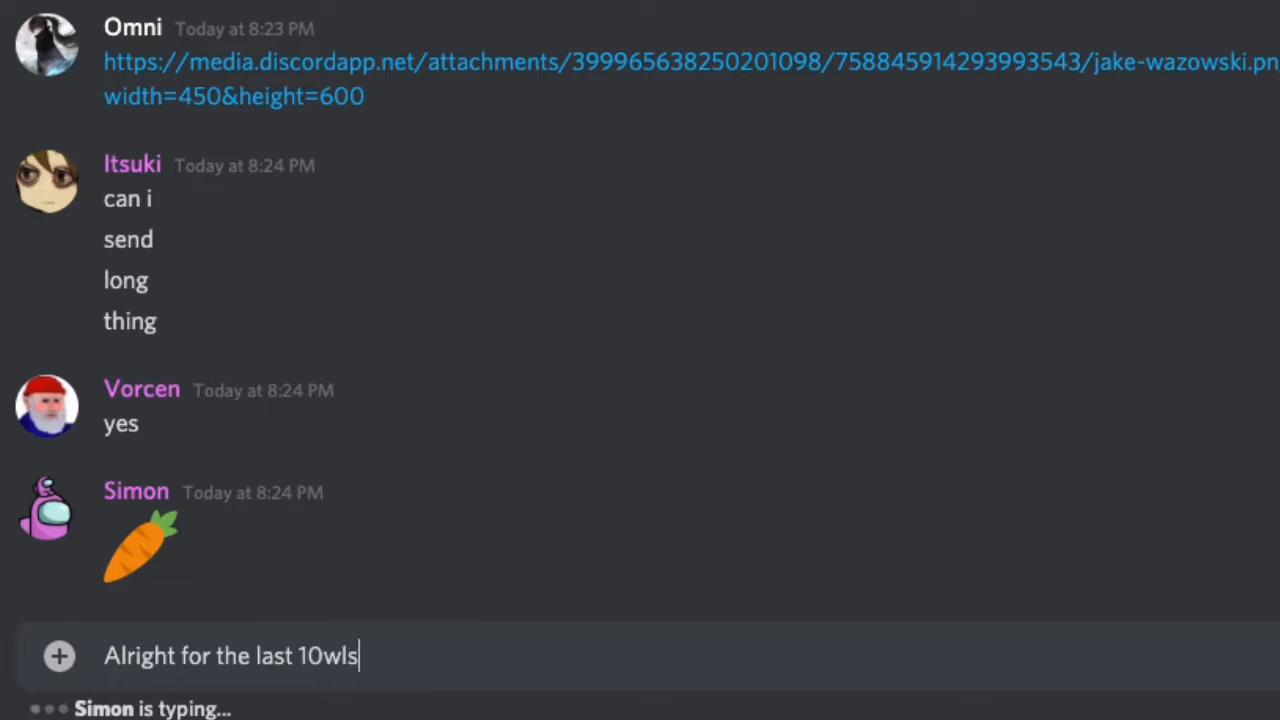 Omni Today at 8:23 PM
https://media.discordapp.net/attachments/399965638250201098/758845914293993543/jake-wazowski.pn
width=450&height=600
Itsuki Today at 8:24 PM
can i
send
long
thing
Vorcen Today at 8:24 PM
yes
Simon Today at 8:24 PM
Alright for the last 10wls
Simon is typing...